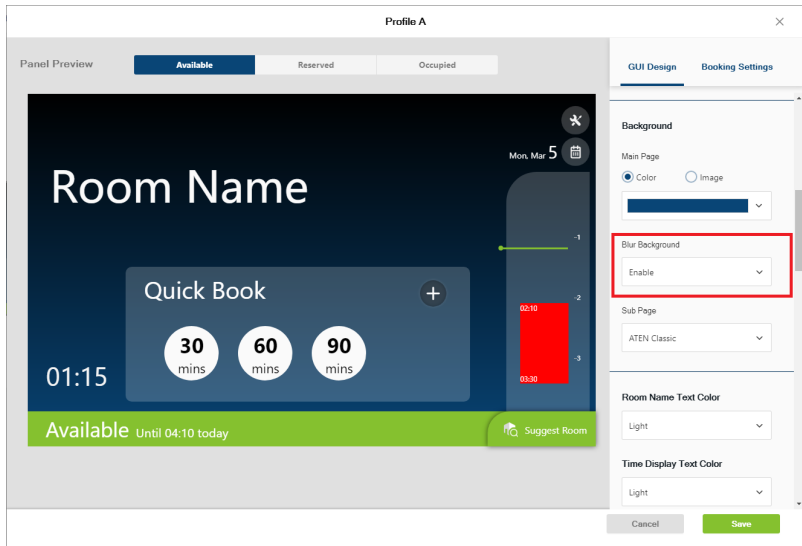 Profile A
Panel Preview
Available
Reserved
Occupied
GUI Design
Booking Settings
Mon, Mar 5
Room Name
-1
-2
02:10
-3
03:30
Quick Book
30
mins
60
mins
90
mins
01:15
Available Until 04:10 today
Suggest Room
Background
Main Page
Color
Image
Blur Background
Enable
Sub Page
ATEN Classic
Room Name Text Color
Light
Time Display Text Color
Light
Cancel
Save